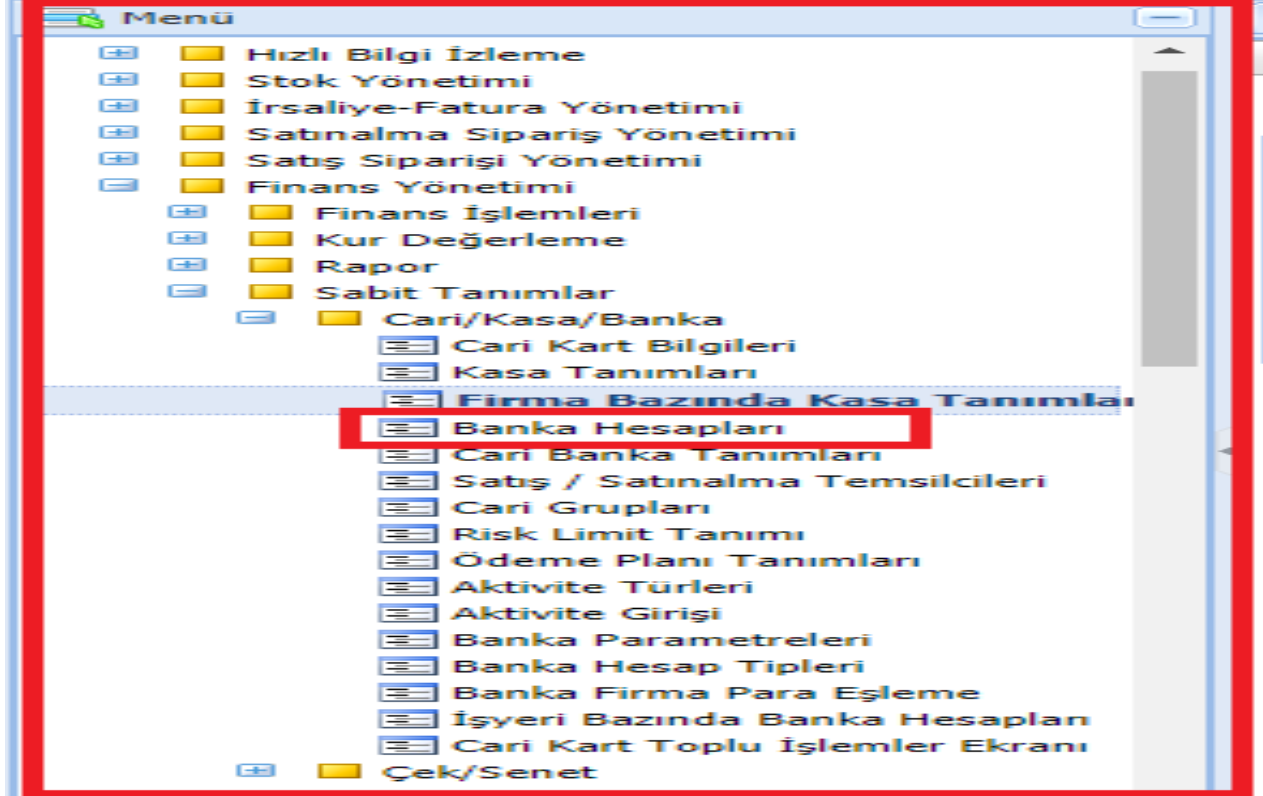 Menü
Hızlı Bilgi İzleme
Stok Yönetimi
İrsaliye-Fatura Yönetimi
Satınalma Sipariş Yönetimi
Satış Siparişi Yönetimi
Finans Yönetimi
Finans İşlemleri
Kur Değerleme
Rapor
Sabit Tanımlar
Cari/Kasa/Banka
Cari Kart Bilgileri
Kasa Tanımları
Firma Bazında Kasa Tanımlaı
Banka Hesapları
Cari Banka Tanımları
Satış / Satınalma Temsilcileri
Cari Grupları
Risk Limit Tanımı
Ödeme Planı Tanımları
Aktivite Türleri
Aktivite Girişi
Banka Parametreleri
Banka Hesap Tipleri
Banka Firma Para Eşleme
İşyeri Bazında Banka Hesapları
Cari Kart Toplu İşlemler Ekranı
Çek/Senet